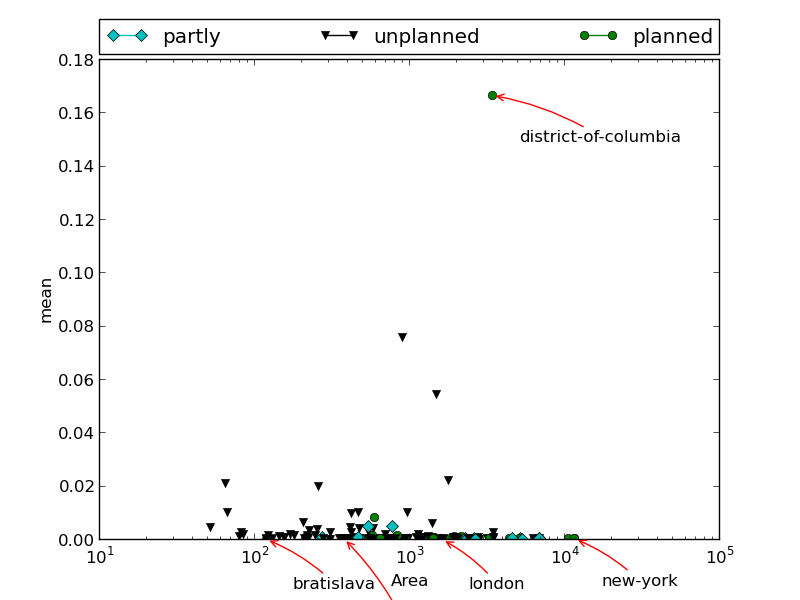 partly unplanned planned
0.18
0.16
district-of-columbia
0.14
0.12
0.10
mean
0.08
0.06
0.04
0.02
0.00
10^1 10^2 10^3 10^4 10^5
bratislava Area london new-york